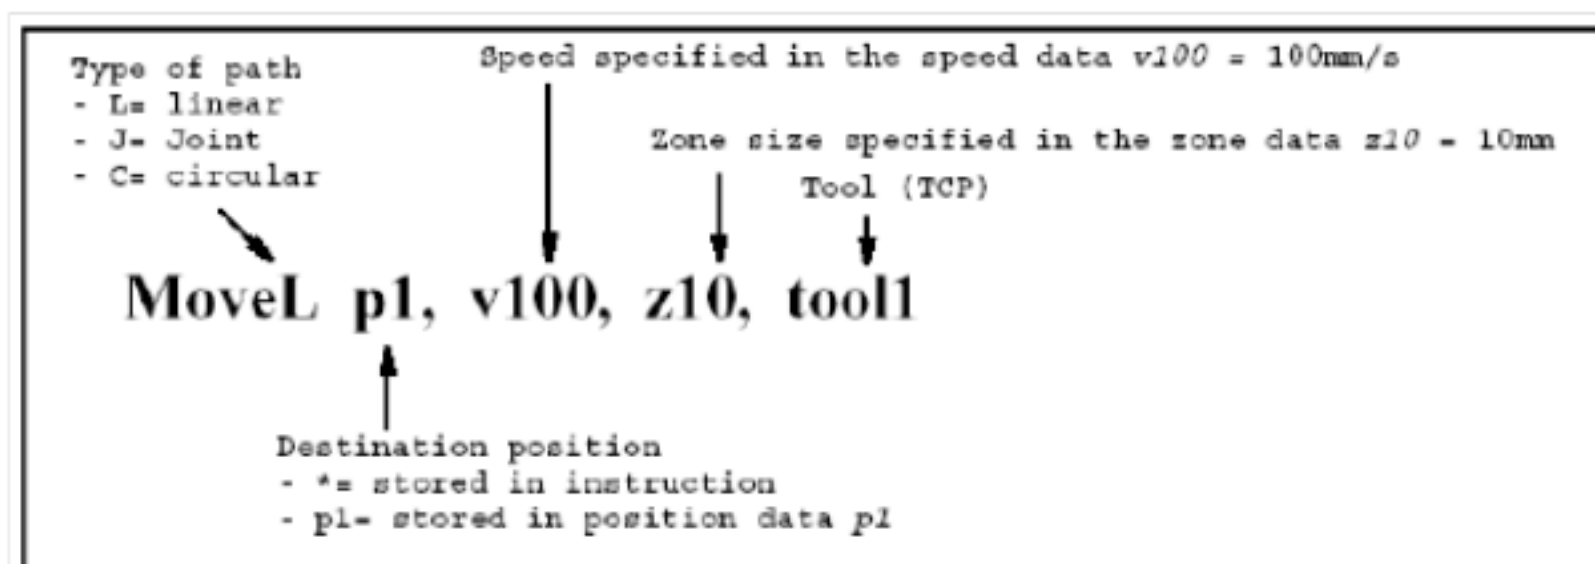 Type of path
- L= linear
- J= Joint
- C= circular
Speed specified in the speed data v100 = 100mm/s
Zone size specified in the zone data z10 = 10mm
Tool (TCP)
MoveL p1, v100, z10, tool1
Destination position
- *= stored in instruction
- p1= stored in position data p1